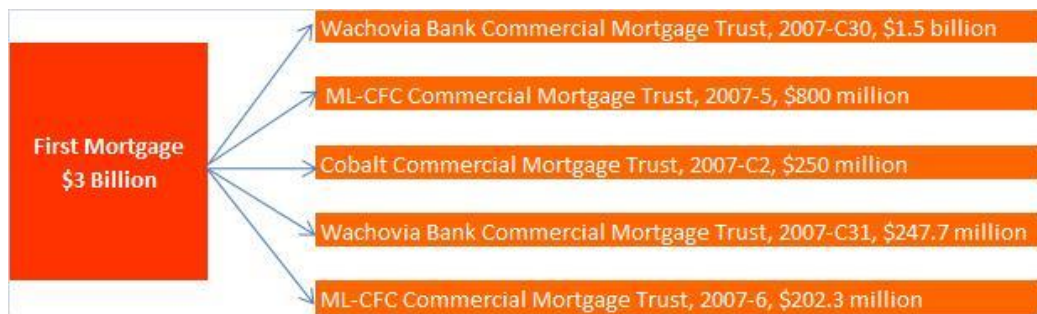 First Mortgage
$3 Billion
Wachovia Bank Commercial Mortgage Trust, 2007-C30, $1.5 billion
ML-CFC Commercial Mortgage Trust, 2007-5, $800 million
Cobalt Commercial Mortgage Trust, 2007-C2, $250 million
Wachovia Bank Commercial Mortgage Trust, 2007-C31, $247.7 million
ML-CFC Commercial Mortgage Trust, 2007-6, $202.3 million